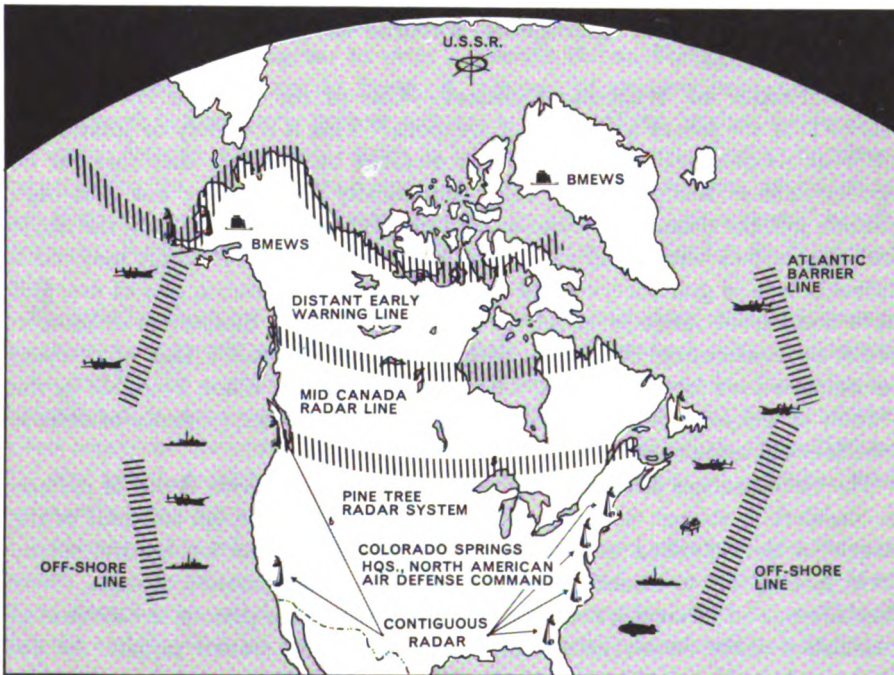 U.S.S.R.
BMEWS
BMEWS
ATLANTIC
BARRIER
LINE
DISTANT EARLY
WARNING LINE
MID CANADA
RADAR LINE
PINE TREE
RADAR SYSTEM
COLORADO SPRINGS
HQS., NORTH AMERICAN
AIR DEFENSE COMMAND
OFF-SHORE
LINE
OFF-SHORE
LINE
CONTIGUOUS
RADAR